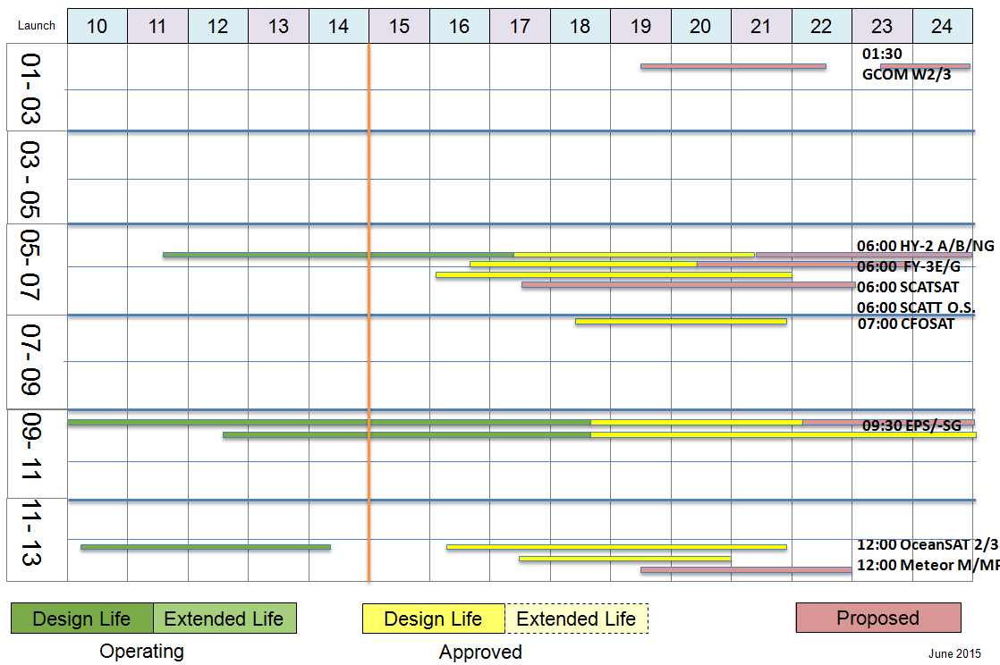 Launch 10 11 12 13 14 15 16 17 18 19 20 21 22 23 24
01- 03
01:30
GCOM W2/3
03 - 05
05- 07
06:00 HY-2 A/B/NG
06:00 FY-3E/G
06:00 SCATSAT
06:00 SCATT O.S.
07- 09
07:00 CFOSAT
09- 11
09:30 EPS/-SG
11- 13
12:00 OceanSAT 2/3
12:00 Meteor M/MP
Design Life Extended Life Design Life Extended Life Proposed
Operating Approved
June 2015